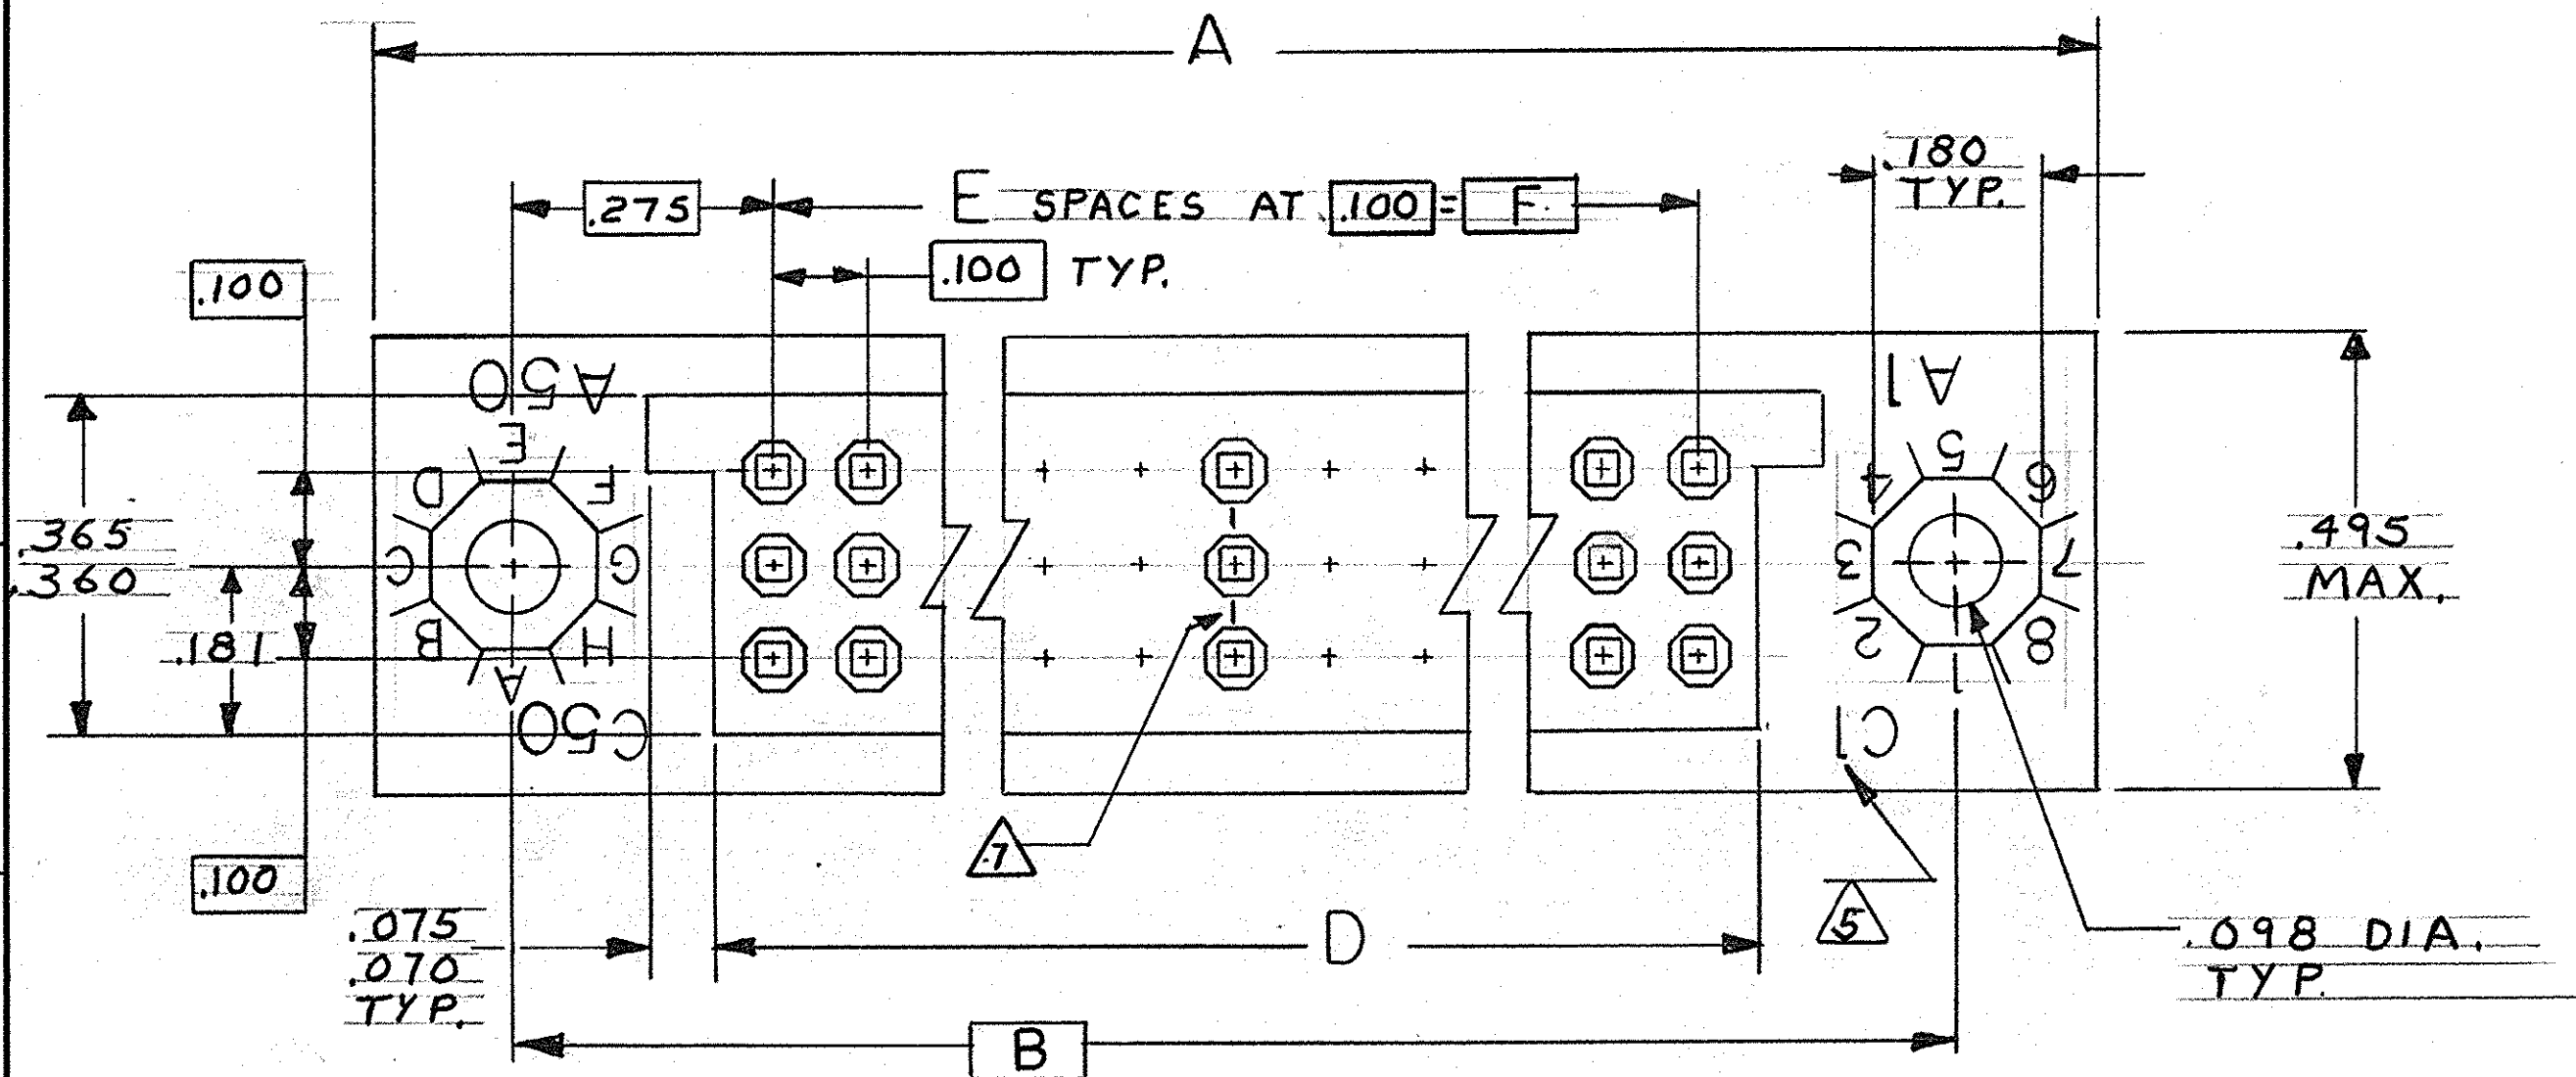 A
.180
TYP.
.275
E SPACES AT .100 = F
.100 TYP.
.100
A50
A1
E
D
F
C
G
B
H
A
5
4
6
3
7
2
8
.365
.360
.181
.495
MAX.
C50
C1
7
5
.100
.075
.070
TYP.
D
.098 DIA.
TYP.
B